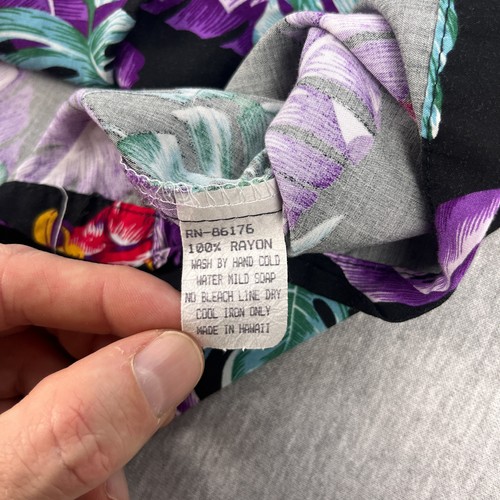 RN-86176
100% RAYON
WASH BY HAND COLD
WATER MILD SOAP
NO BLEACH LINE DRY
COOL IRON ONLY
MADE IN HAWAII